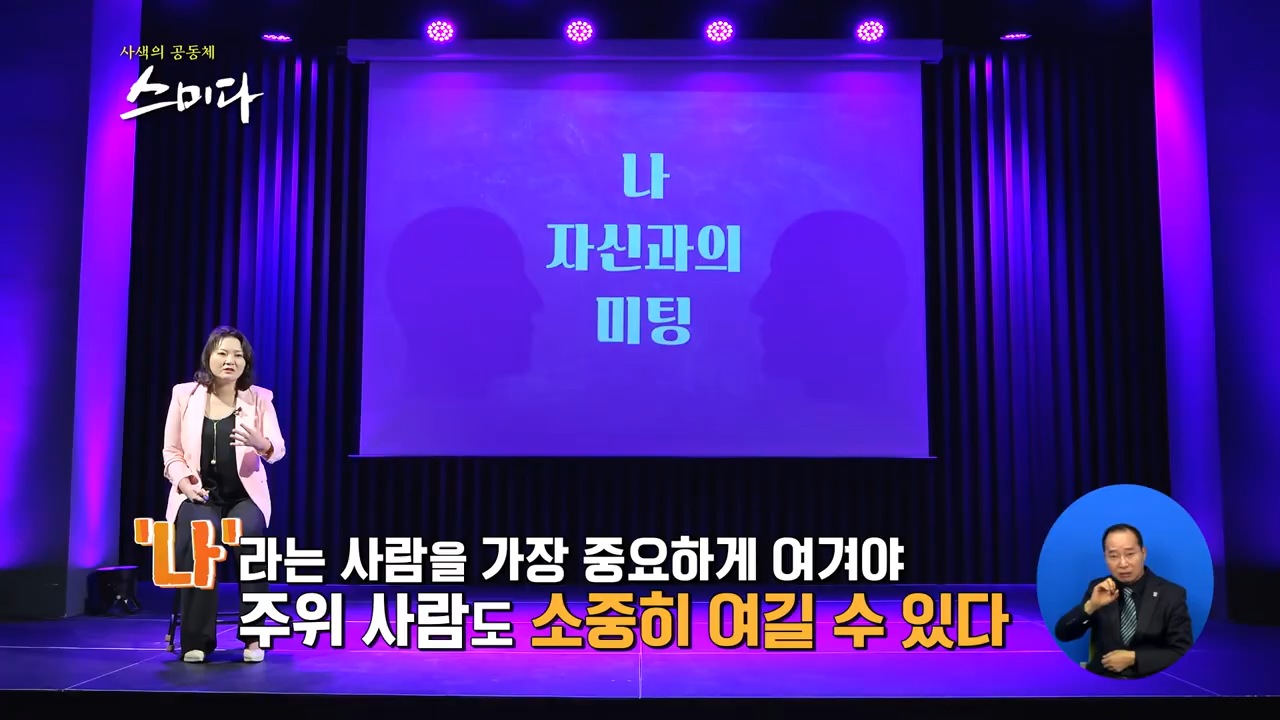 사색의 공동체
스미다
나
자신과의
미팅
'나'라는 사람을 가장 중요하게 여겨야
주위 사람도 소중히 여길 수 있다